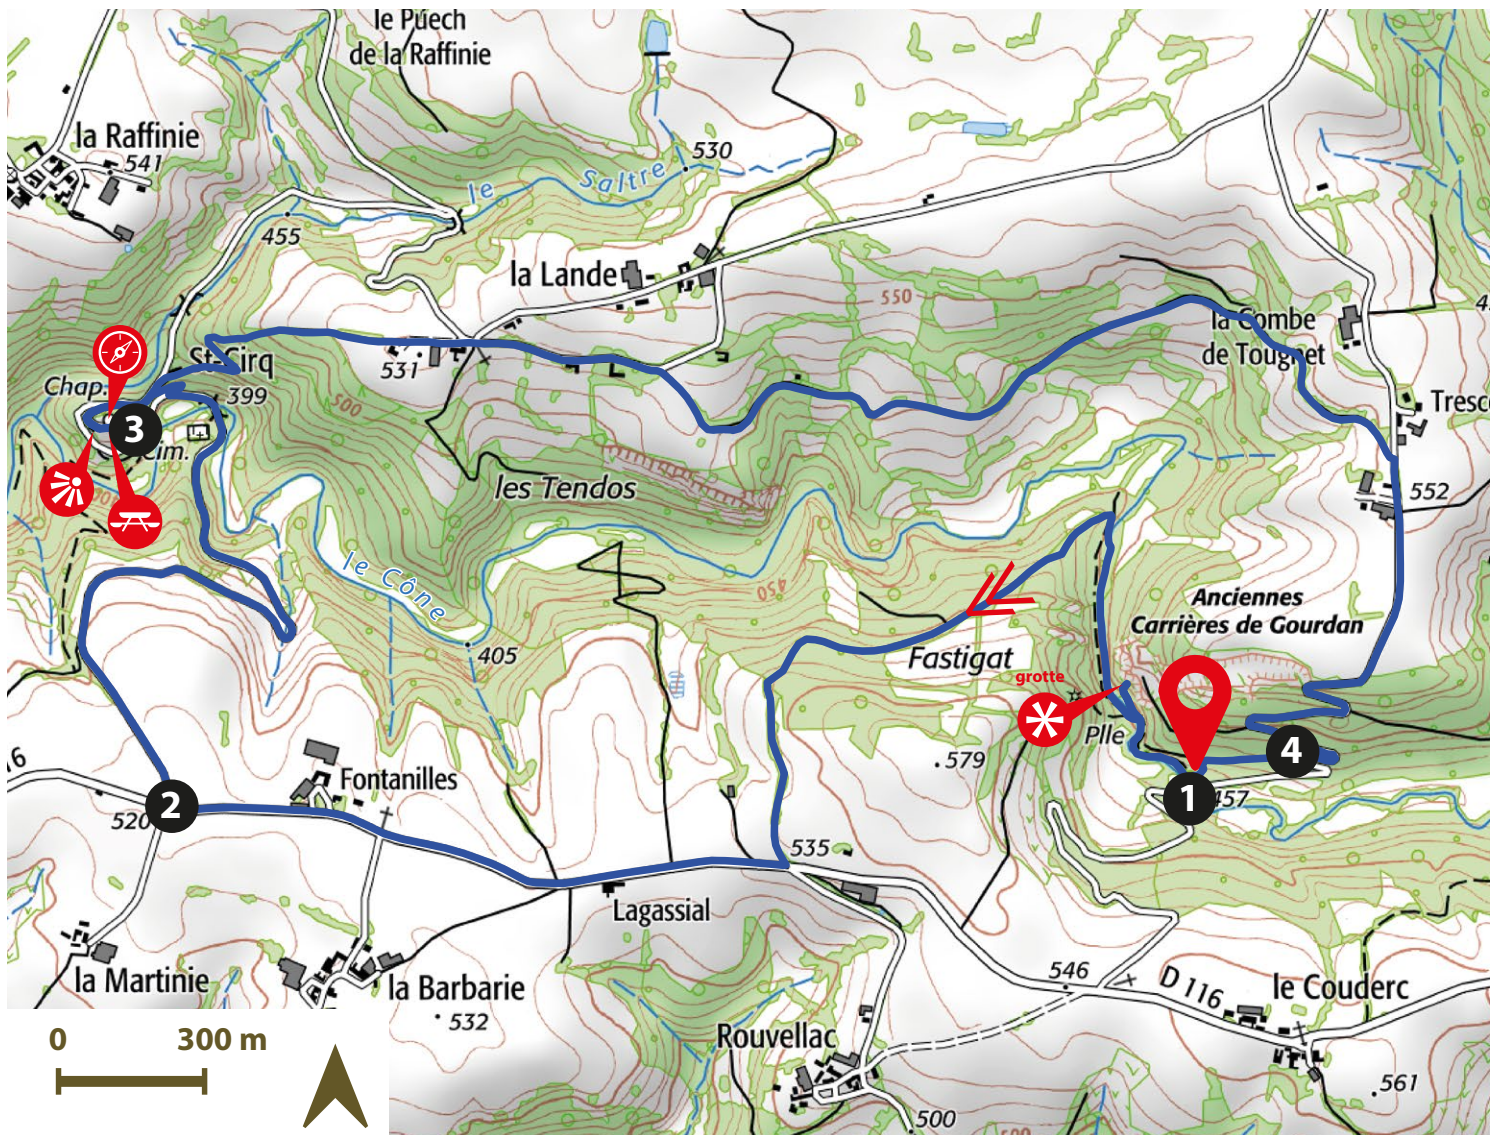 le Puech
de la Raffinie
la Raffinie
541
530
le Saltre
455
la Lande
550
la Combe
de Tougnet
St-Cirq
531
Chap.
399
500
Tresc
3
Cim.
les Tendos
552
le Cône
450
Anciennes
Carrières de Gourdan
405
Fastigat
grotte
Plle
579
4
16
Fontanilles
2
1
457
520
535
Lagassial
la Martinie
la Barbarie
532
546
D 116
le Couderc
Rouvellac
0 300 m
561
500